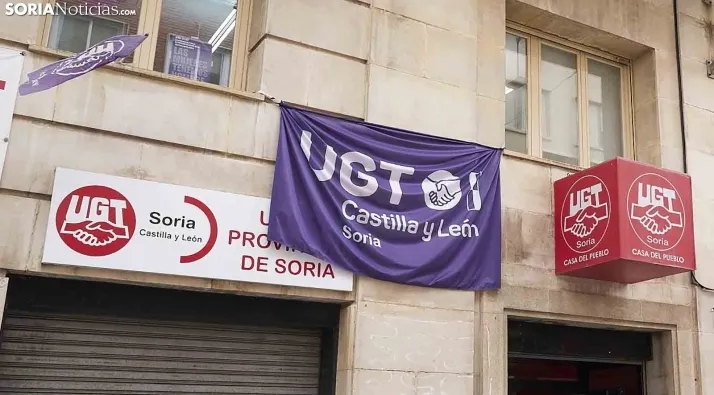 SORIANoticias.com
UGT
Soria
Castilla y León
PROVIN
DE SORIA
UGT
Castilla y León
Soria
UGT
Soria
CASA DEL PUEBLO
UGT
Soria
CASA DEL PUEBLO